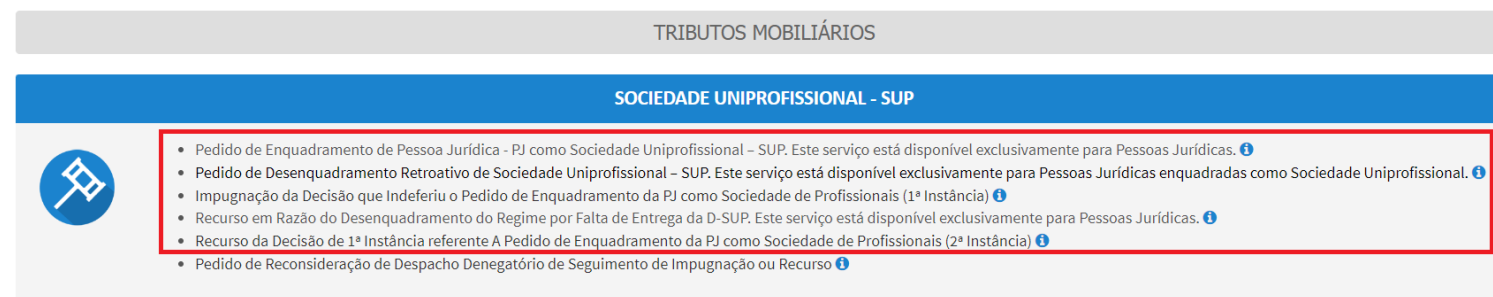 TRIBUTOS MOBILIÁRIOS
SOCIEDADE UNIPROFISSIONAL - SUP
Pedido de Enquadramento de Pessoa Jurídica - PJ como Sociedade Uniprofissional – SUP. Este serviço está disponível exclusivamente para Pessoas Jurídicas.
Pedido de Desenquadramento Retroativo de Sociedade Uniprofissional – SUP. Este serviço está disponível exclusivamente para Pessoas Jurídicas enquadradas como Sociedade Uniprofissional.
Impugnação da Decisão que Indeferiu o Pedido de Enquadramento da PJ como Sociedade de Profissionais (1ª Instância)
Recurso em Razão do Desenquadramento do Regime por Falta de Entrega da D-SUP. Este serviço está disponível exclusivamente para Pessoas Jurídicas.
Recurso da Decisão de 1ª Instância referente A Pedido de Enquadramento da PJ como Sociedade de Profissionais (2ª Instância)
Pedido de Reconsideração de Despacho Denegatório de Seguimento de Impugnação ou Recurso